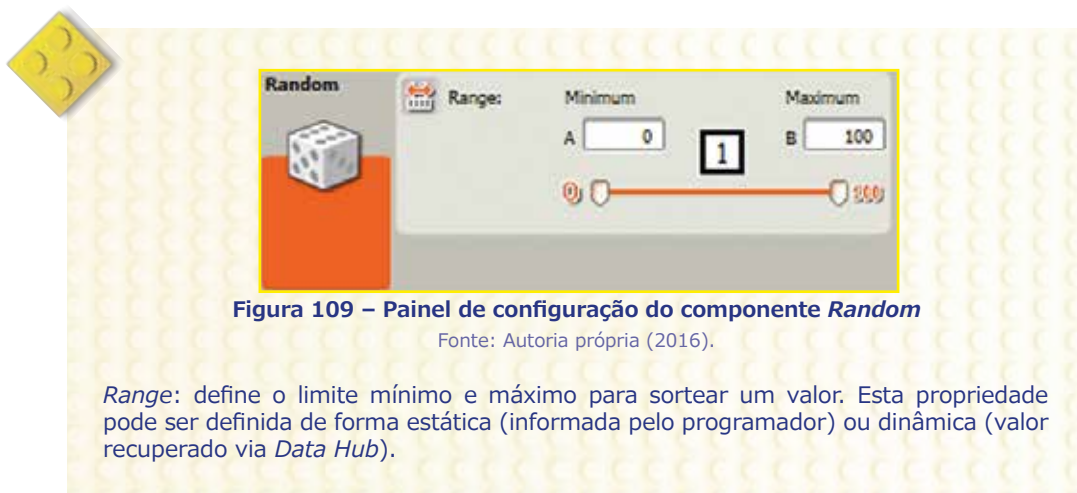 Random
Range:
Minimum
Maximum
A 0
1
B 100
0
100
Figura 109 – Painel de configuração do componente Random
Fonte: Autoria própria (2016).
Range: define o limite mínimo e máximo para sortear um valor. Esta propriedade
pode ser definida de forma estática (informada pelo programador) ou dinâmica (valor
recuperado via Data Hub).